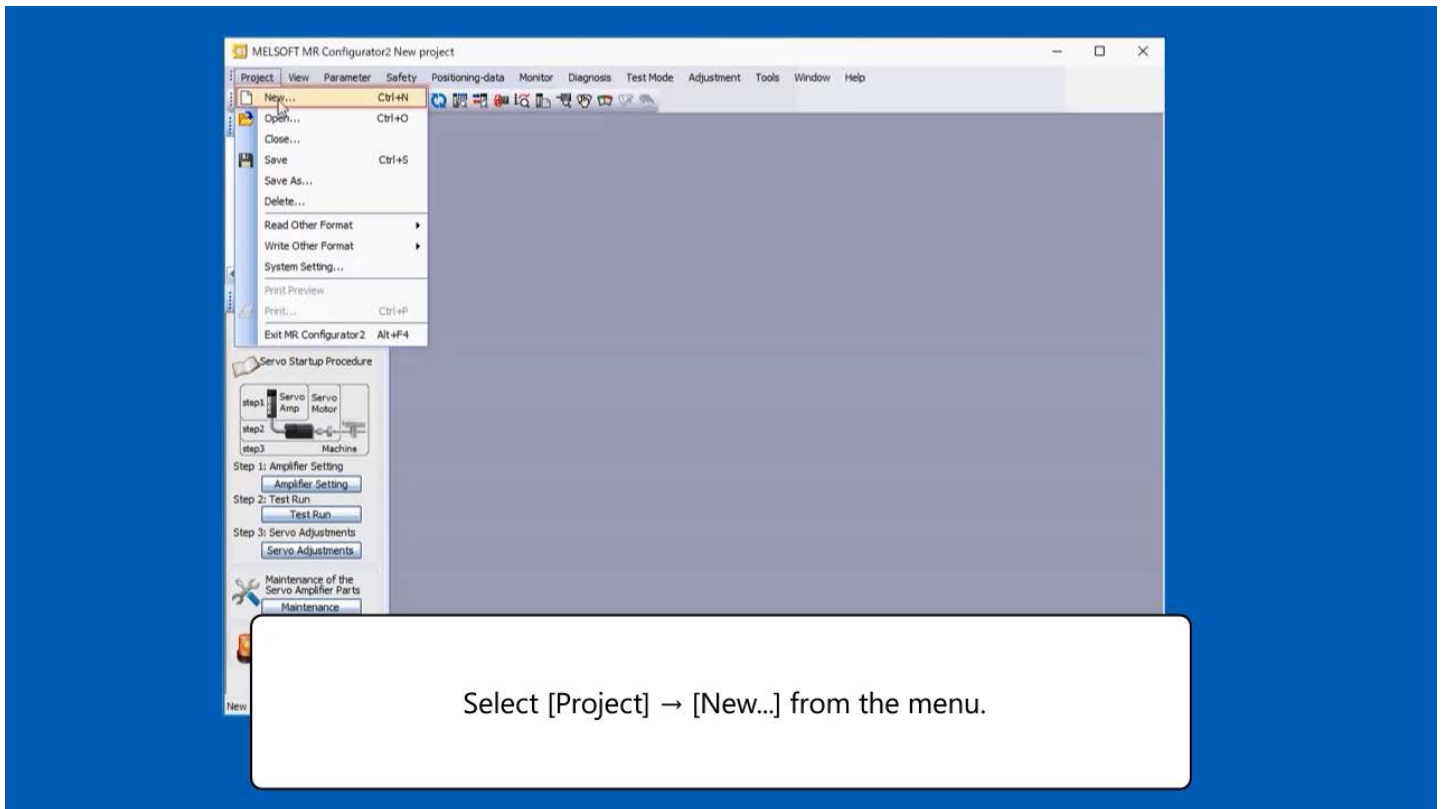 MELSOFT MR Configurator2 New project
Project View Parameter Safety Positioning-data Monitor Diagnosis Test Mode Adjustment Tools Window Help
New... Ctrl+N
Open... Ctrl+O
Close...
Save Ctrl+S
Save As...
Delete...
Read Other Format
Write Other Format
System Setting...
Print Preview
Print... Ctrl+P
Exit MR Configurator2 Alt+F4
Servo Startup Procedure
step1 Servo Amp Servo Motor
step2
step3 Machine
Step 1: Amplifier Setting
Amplifier Setting
Step 2: Test Run
Test Run
Step 3: Servo Adjustments
Servo Adjustments
Maintenance of the
Servo Amplifier Parts
Maintenance
New
Select [Project] → [New...] from the menu.